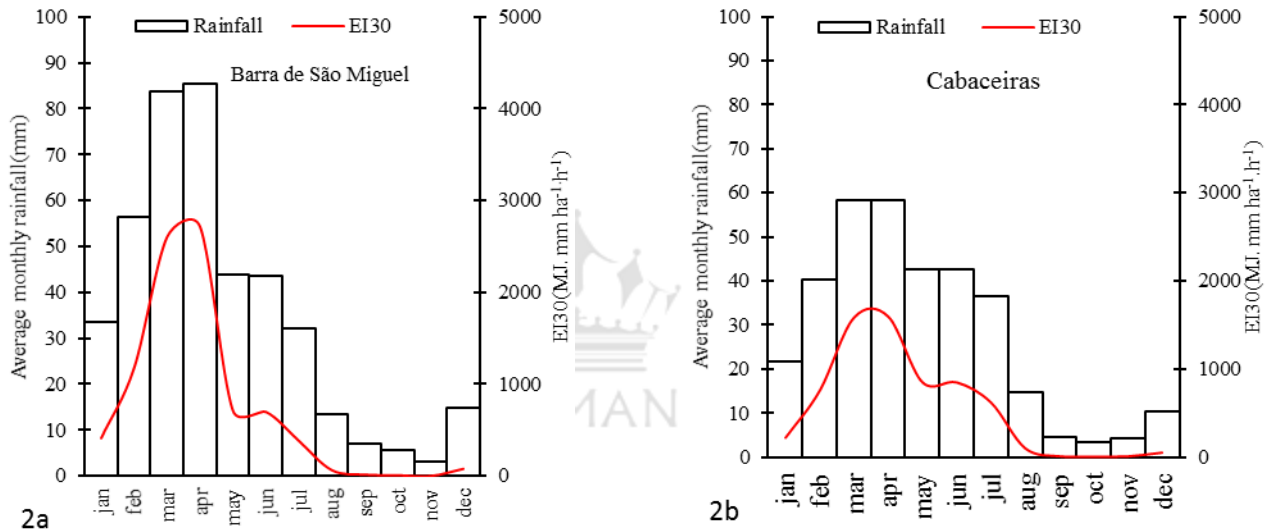 Rainfall EI30
Barra de São Miguel
Average monthly rainfall(mm)
100
90
80
70
60
50
40
30
20
10
0
5000
4000
3000
2000
1000
0
EI30(MJ. mm ha⁻¹.h⁻¹)
jan feb mar apr may jun jul aug sep oct nov dec
2a
Rainfall EI30
Cabaceiras
Average monthly rainfall(mm)
100
90
80
70
60
50
40
30
20
10
0
5000
4000
3000
2000
1000
0
EI30(MJ. mm ha⁻¹.h⁻¹)
jan feb mar apr may jun jul aug sep oct nov dec
2b
MAN